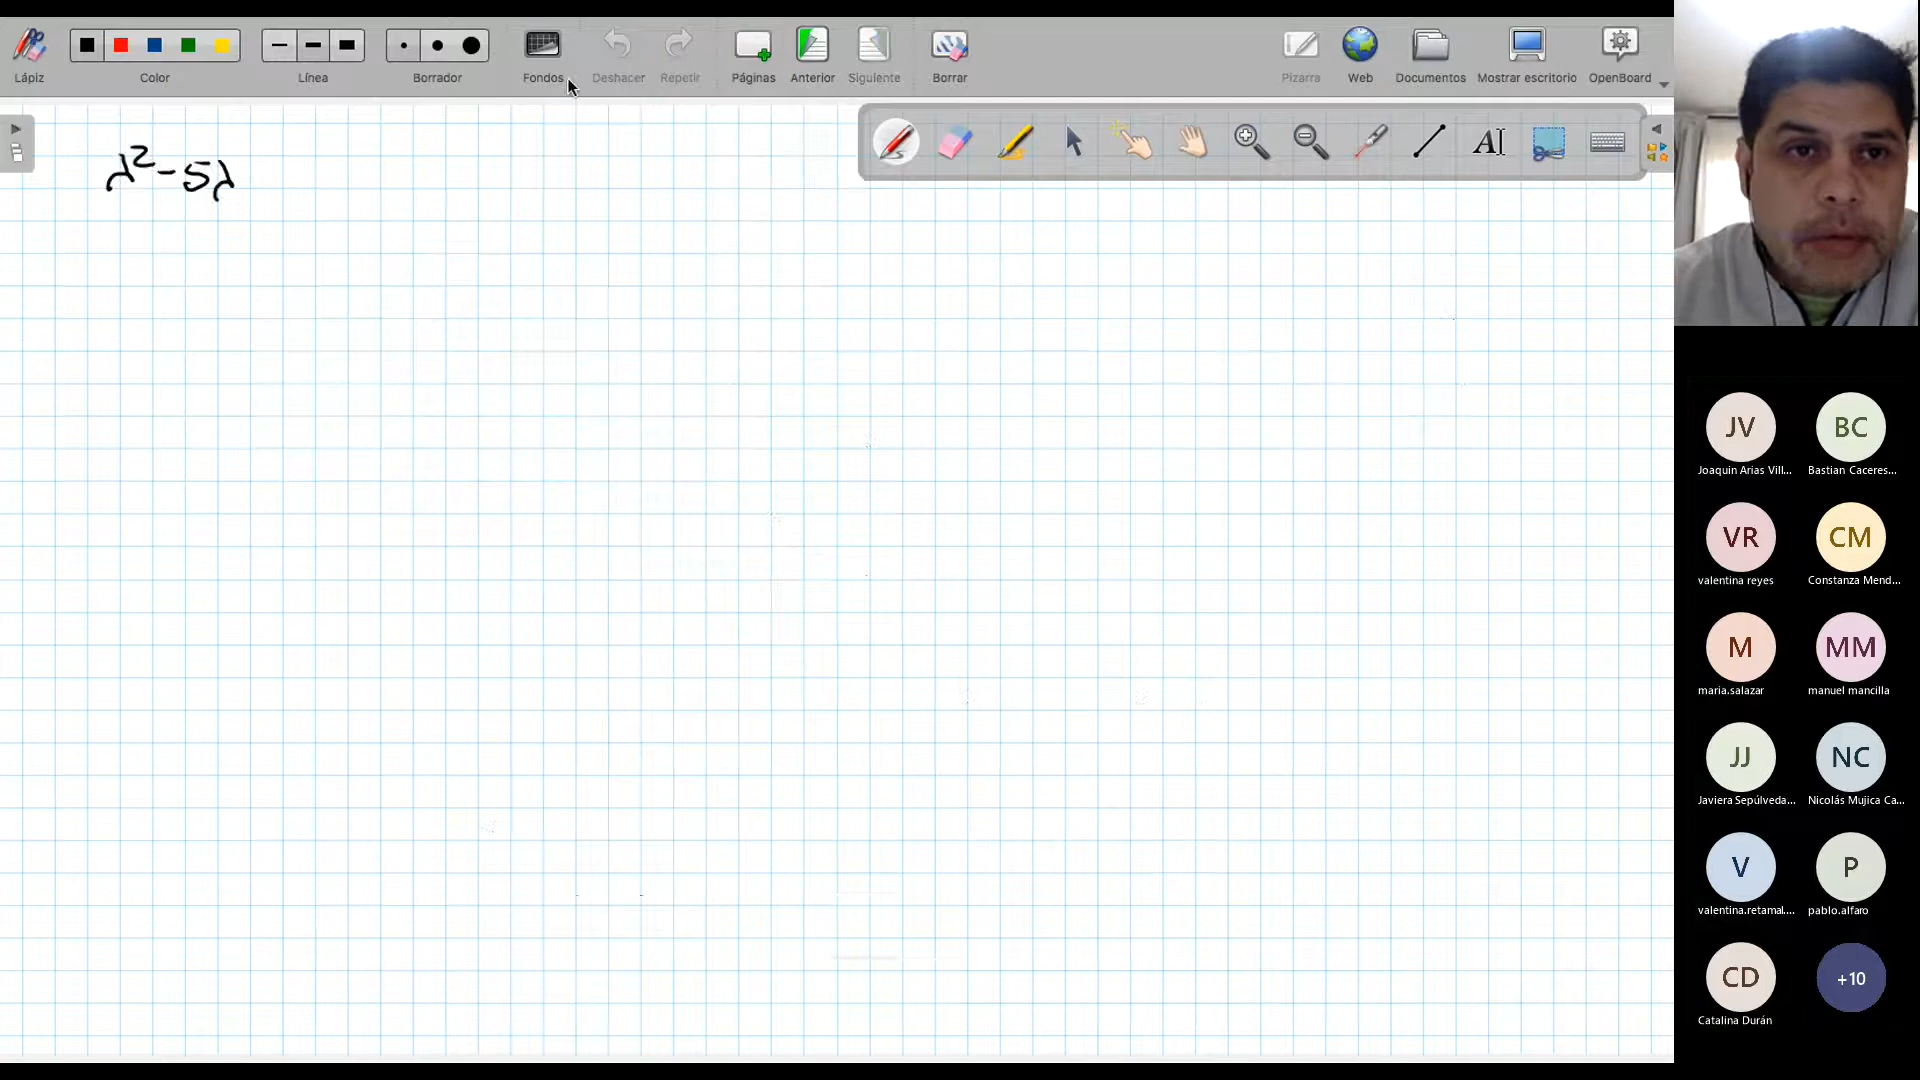 Lápiz Color Línea Borrador Fondos Deshacer Repetir Páginas Anterior Siguiente Borrar Pizarra Web Documentos Mostrar escritorio OpenBoard
A
λ² - 5λ
JV BC
Joaquin Arias Vill... Bastian Caceres...
VR CM
valentina reyes Constanza Mend...
M MM
maria.salazar manuel mancilla
JJ NC
Javiera Sepúlveda... Nicolás Mujica Ca...
V P
valentina.retamal.... pablo.alfaro
CD +10
Catalina Durán